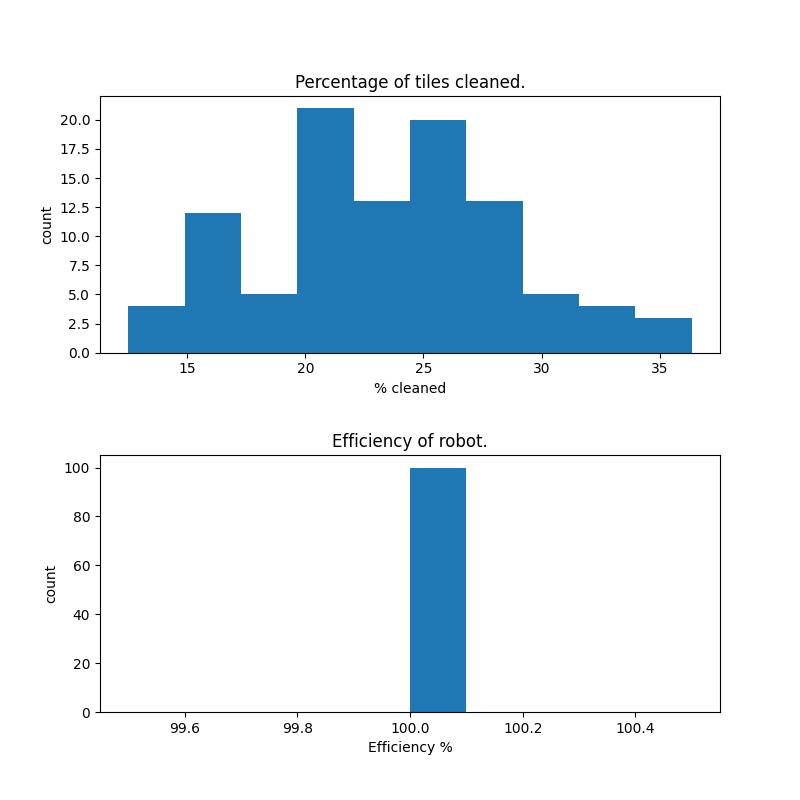 Percentage of tiles cleaned.
20.0
17.5
15.0
12.5
10.0
7.5
5.0
2.5
0.0
count
15 20 25 30 35
% cleaned
Efficiency of robot.
100
80
60
40
20
0
count
99.6 99.8 100.0 100.2 100.4
Efficiency %